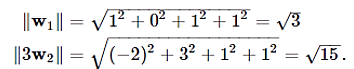 ‖w₁‖ = √(1² + 0² + 1² + 1²) = √3
‖3w₂‖ = √((−2)² + 3² + 1² + 1²) = √15.